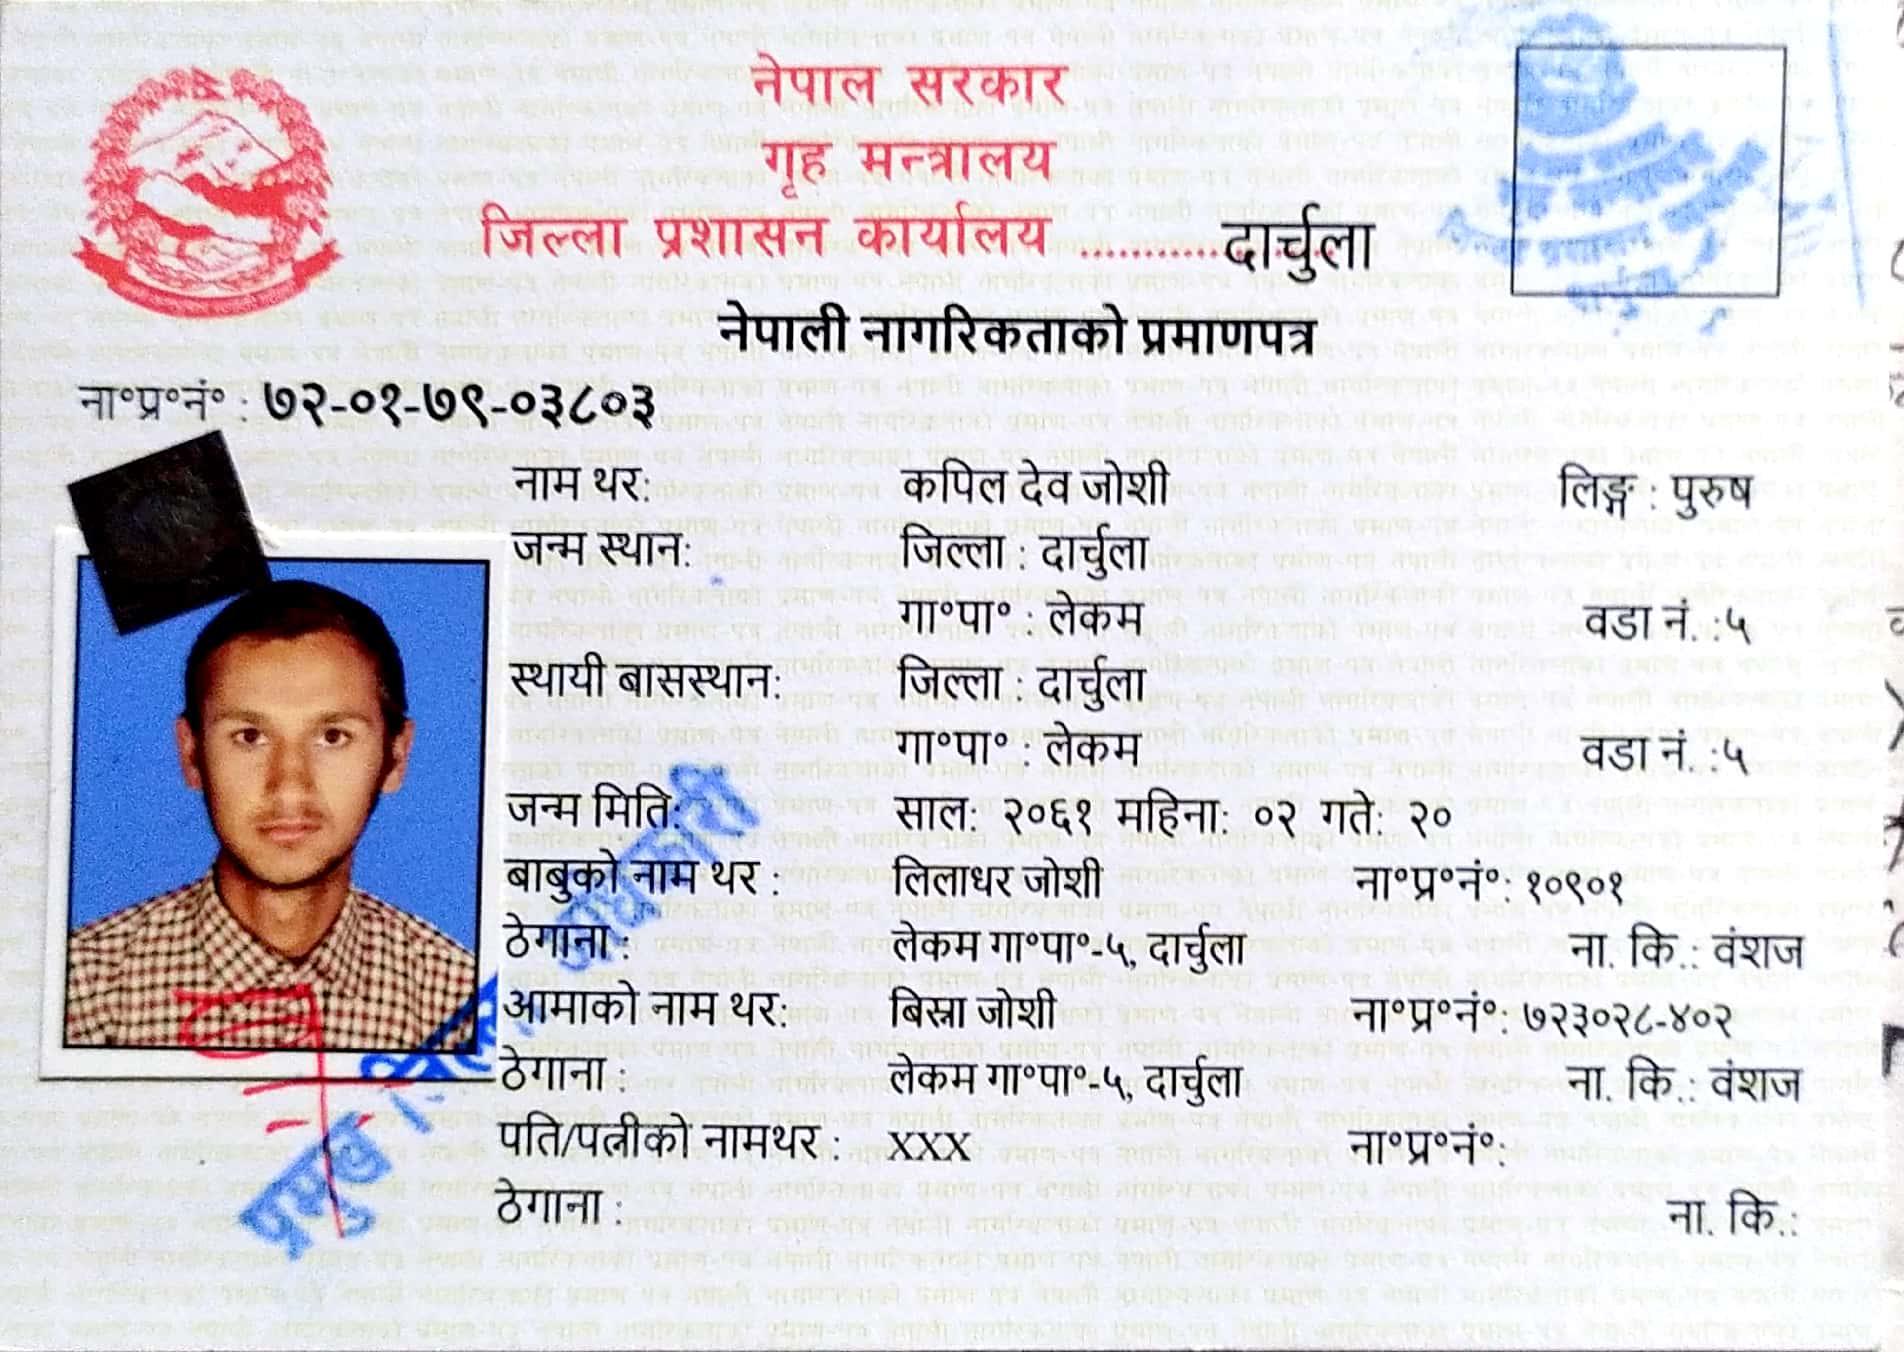 नेपाल सरकार
गृह मन्त्रालय
जिल्ला प्रशासन कार्यालय ............... दार्चुला
नेपाली नागरिकताको प्रमाणपत्र
ना॰प्र॰नं॰ : ७२-०१-७९-०३८०३
नाम थर: कपिल देव जोशी लिङ्ग : पुरुष
जन्म स्थान: जिल्ला : दार्चुला
गा॰पा॰ : लेकम वडा नं.:५
स्थायी बासस्थान: जिल्ला : दार्चुला
गा॰पा॰ : लेकम वडा नं.:५
जन्म मिति: साल: २०६१ महिना: ०२ गते: २०
बाबुको नाम थर : लिलाधर जोशी ना॰प्र॰नं॰: १०९०१
ठेगाना : लेकम गा॰पा॰-५, दार्चुला ना. कि.: वंशज
आमाको नाम थर: बिस्ना जोशी ना॰प्र॰नं॰: ७२३०२८-४०२
ठेगाना : लेकम गा॰पा॰-५, दार्चुला ना. कि.: वंशज
पति/पत्नीको नामथर : xxx ना॰प्र॰नं॰:
ठेगाना : ना. कि.:
प्रमुख जिल्ला अधिकारी